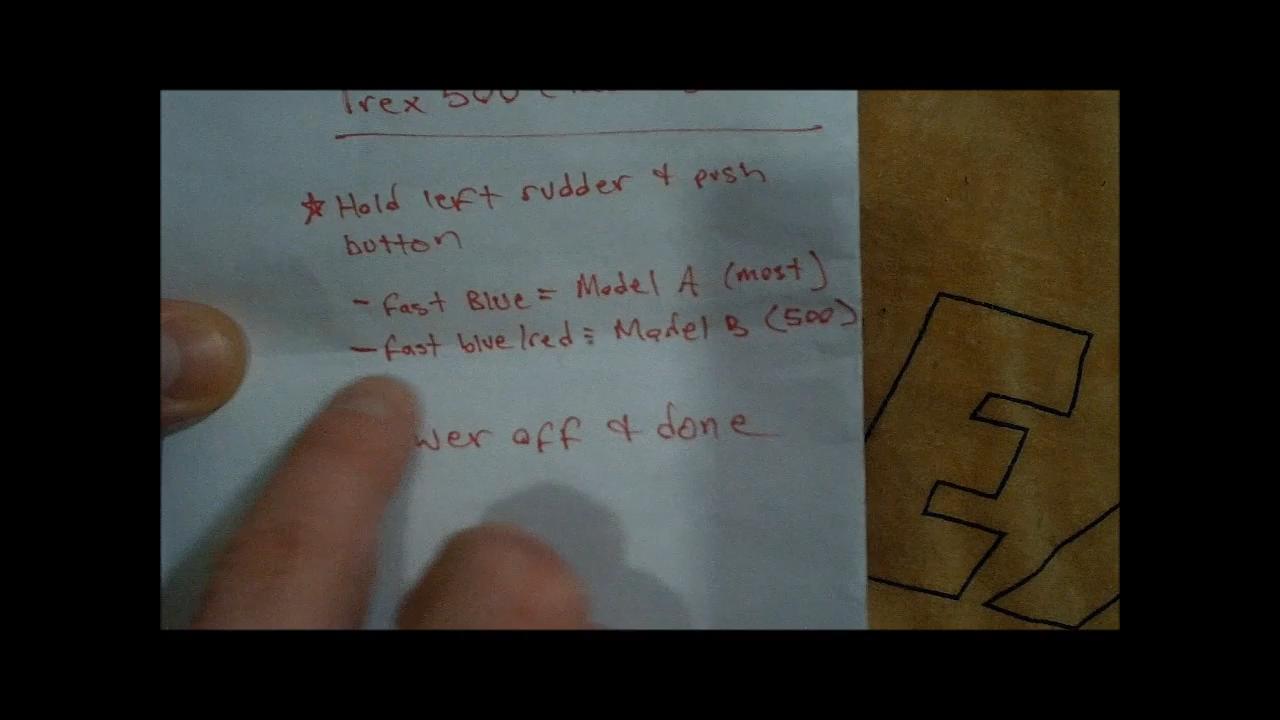 Trex 500
★ Hold left rudder & push
button
- fast Blue = Model A (most)
- fast blue/red = Model B (500)
wer off & done
E